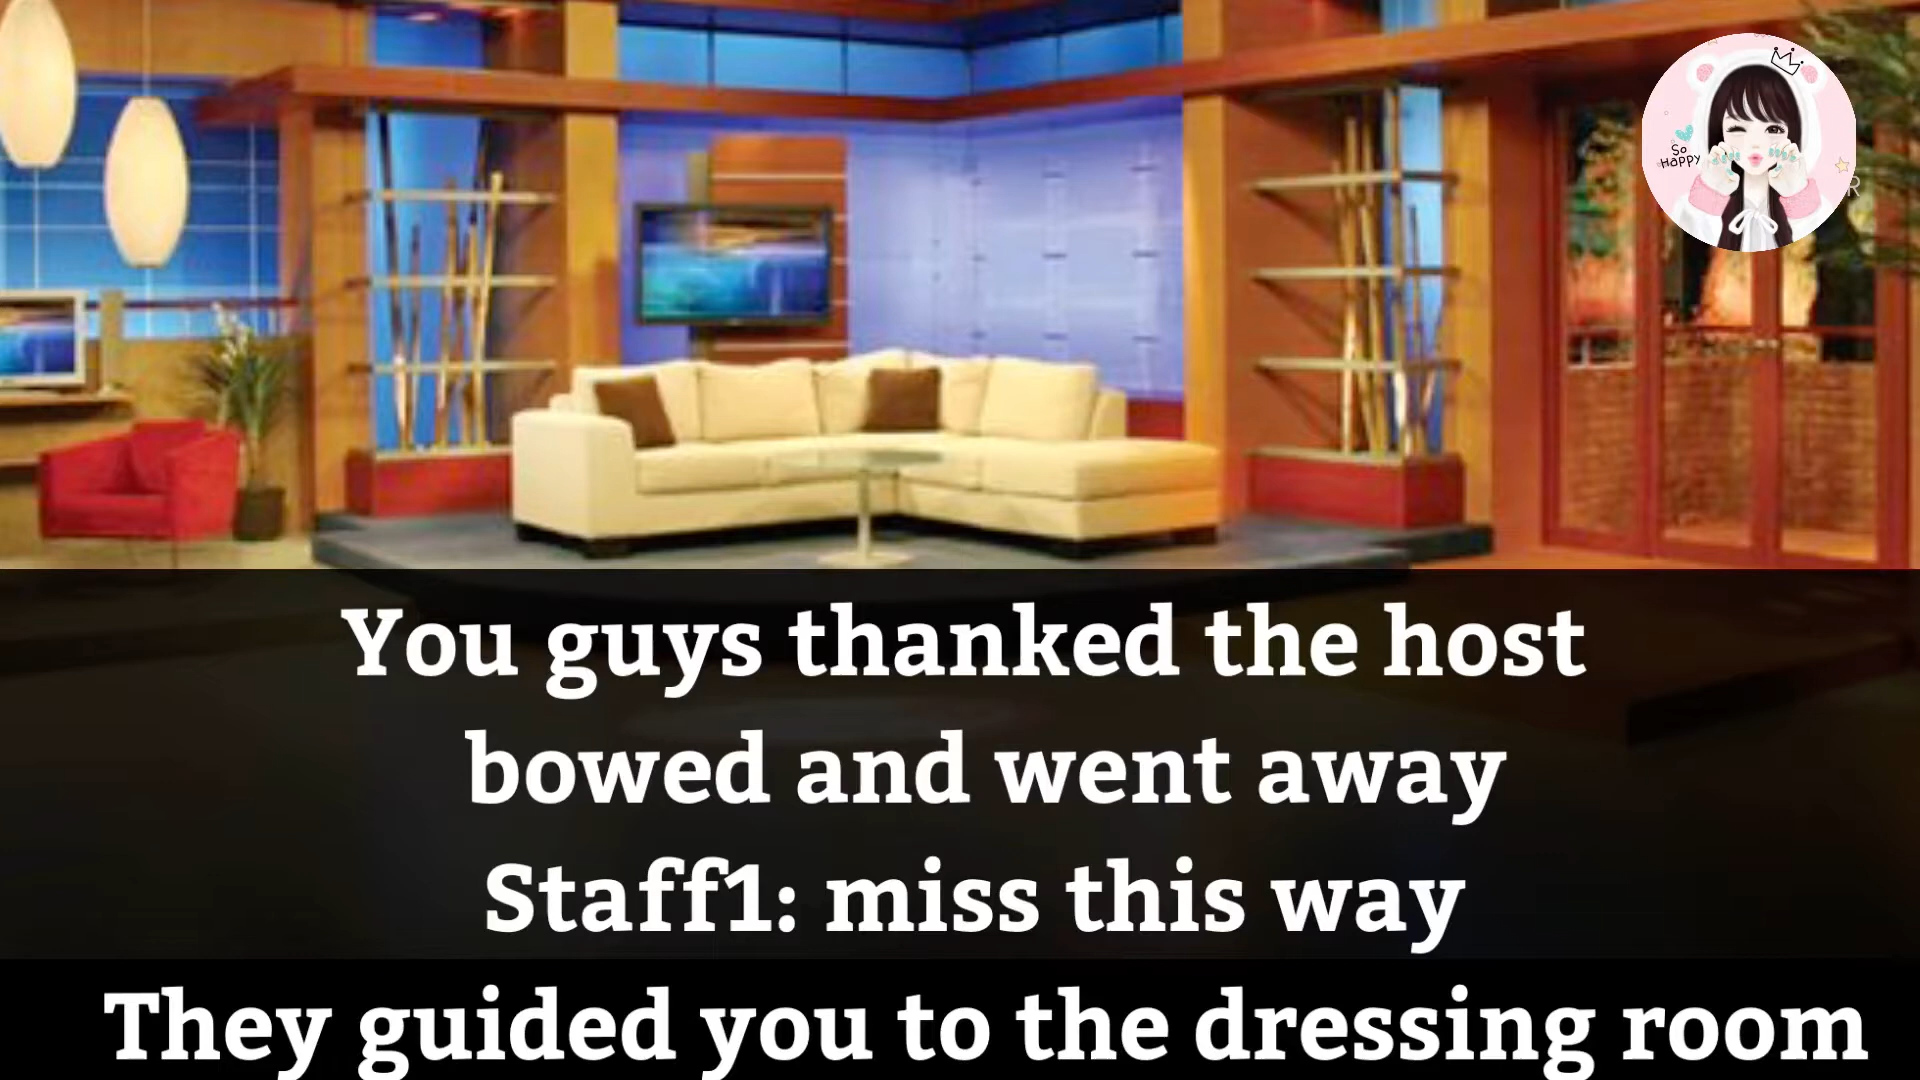 So
Happy
R
You guys thanked the host
bowed and went away
Staff1: miss this way
They guided you to the dressing room